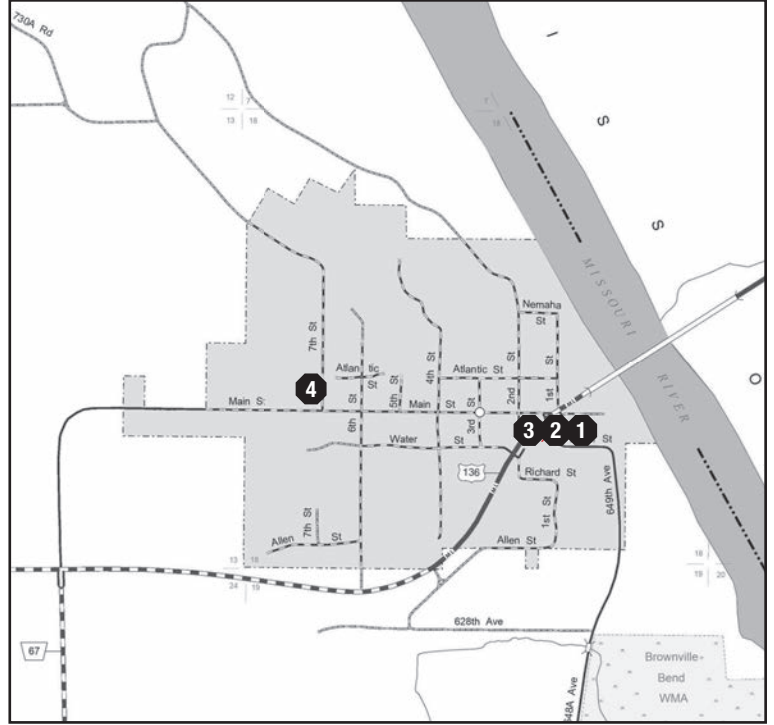 730A Rd
12 7
13 18
7
18
I
S
S
MISSOURI
RIVER
O
Nemaha
St
7th St
Atlantic
St
5th St
4th St
Atlantic St
2nd St
1st St
4
Main S
6th St
Main St
3rd St
3 2 1
St
Water St
136
Richard St
649th Ave
1st St
7th St
Allen St
Allen St
13 18
24 19
18
19 20
628th Ave
67
Brownville
Bend
WMA
648A Ave